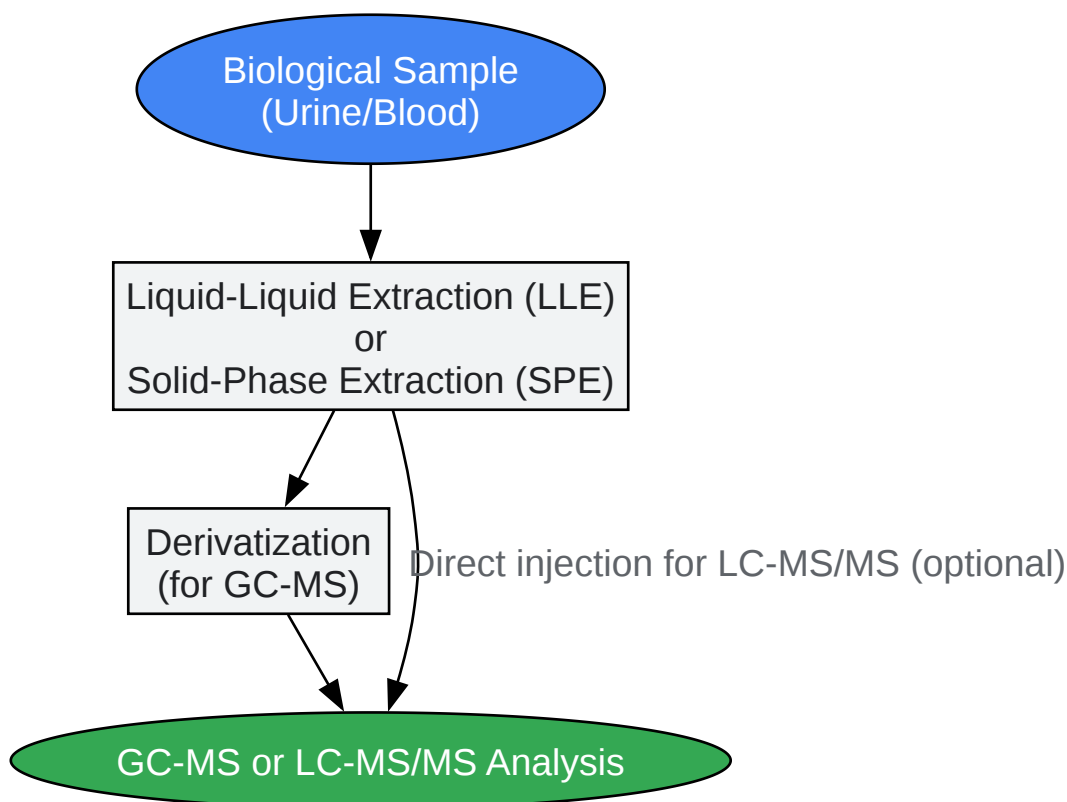 Biological Sample
(Urine/Blood)
Liquid-Liquid Extraction (LLE)
or
Solid-Phase Extraction (SPE)
Derivatization
(for GC-MS)
Direct injection for LC-MS/MS (optional)
GC-MS or LC-MS/MS Analysis